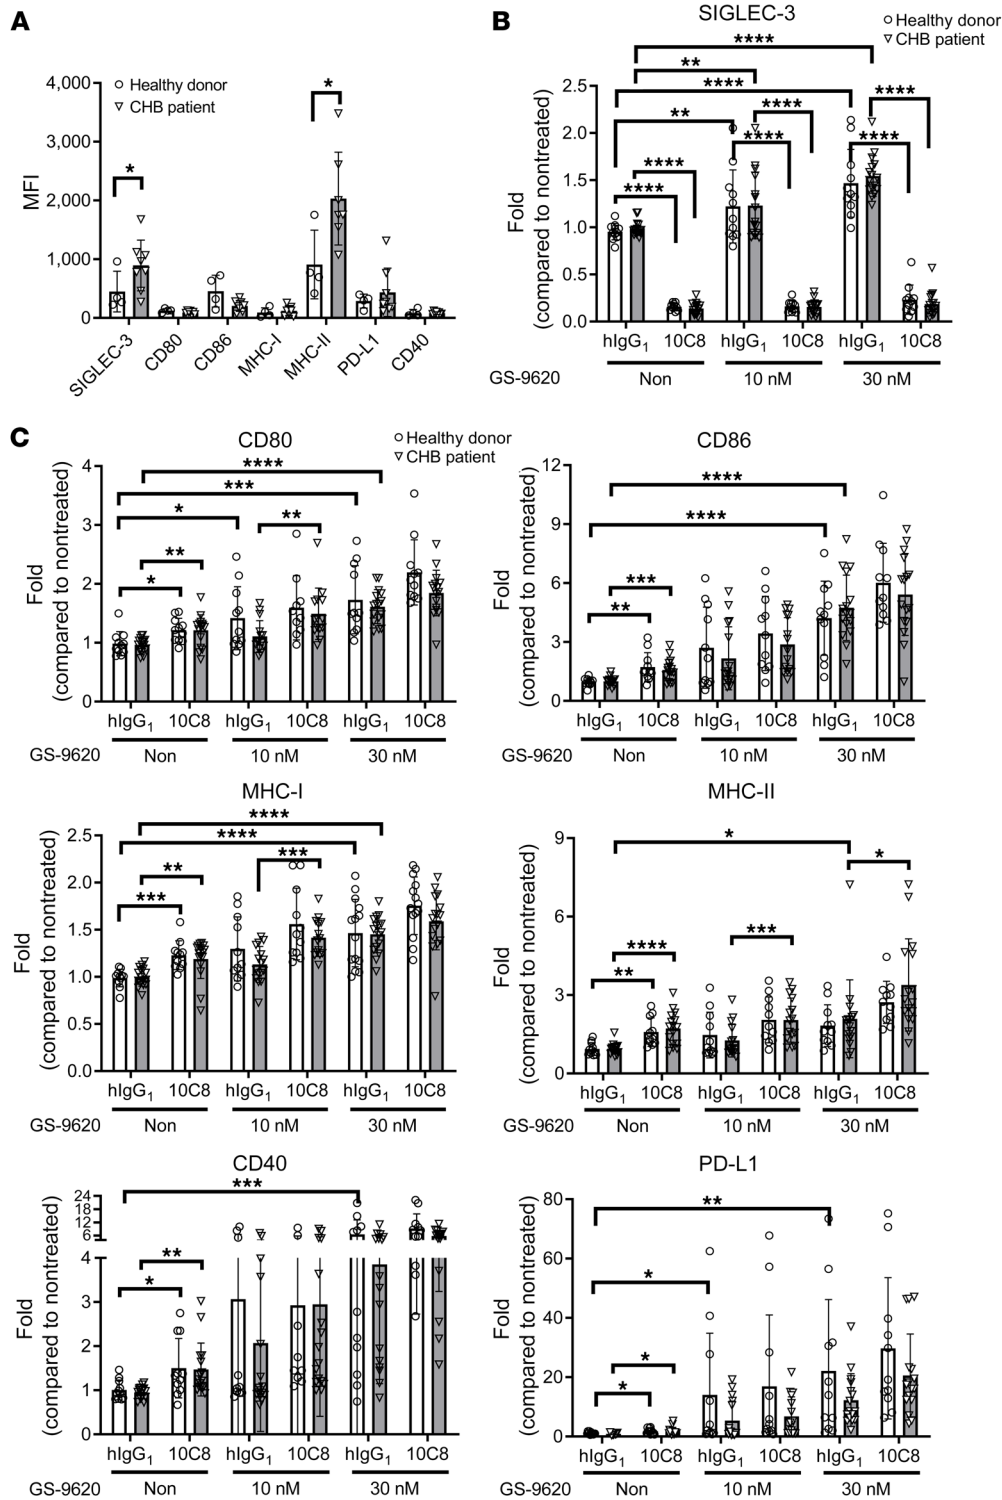 A
MFI
4,000
3,000
2,000
1,000
0
Healthy donor
CHB patient
*
*
SIGLEC-3
CD80
CD86
MHC-I
MHC-II
PD-L1
CD40
B
SIGLEC-3
Healthy donor
CHB patient
Fold
(compared to nontreated)
2.5
2.0
1.5
1.0
0.5
0.0
****
**
****
****
**
****
****
****
****
****
hIgG1 10C8 hIgG1 10C8 hIgG1 10C8
GS-9620 Non 10 nM 30 nM
C
CD80
Healthy donor
CHB patient
Fold
(compared to nontreated)
4
3
2
1
0
****
***
*
**
**
*
hIgG1 10C8 hIgG1 10C8 hIgG1 10C8
GS-9620 Non 10 nM 30 nM
CD86
Fold
(compared to nontreated)
12
9
6
3
0
****
****
***
**
hIgG1 10C8 hIgG1 10C8 hIgG1 10C8
GS-9620 Non 10 nM 30 nM
MHC-I
Fold
(compared to nontreated)
2.5
2.0
1.5
1.0
0.5
0.0
****
****
***
**
***
hIgG1 10C8 hIgG1 10C8 hIgG1 10C8
GS-9620 Non 10 nM 30 nM
MHC-II
Fold
(compared to nontreated)
9
6
3
0
*
*
***
****
**
hIgG1 10C8 hIgG1 10C8 hIgG1 10C8
GS-9620 Non 10 nM 30 nM
CD40
Fold
(compared to nontreated)
24
18
12
6
4
3
2
1
0
***
**
*
hIgG1 10C8 hIgG1 10C8 hIgG1 10C8
GS-9620 Non 10 nM 30 nM
PD-L1
Fold
(compared to nontreated)
80
60
40
20
0
**
*
*
*
hIgG1 10C8 hIgG1 10C8 hIgG1 10C8
GS-9620 Non 10 nM 30 nM